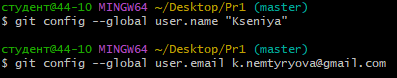 студент@44-10 MINGW64 ~/Desktop/Pr1 (master)
$ git config --global user.name "Kseniya"
студент@44-10 MINGW64 ~/Desktop/Pr1 (master)
$ git config --global user.email k.nemtyryova@gmail.com